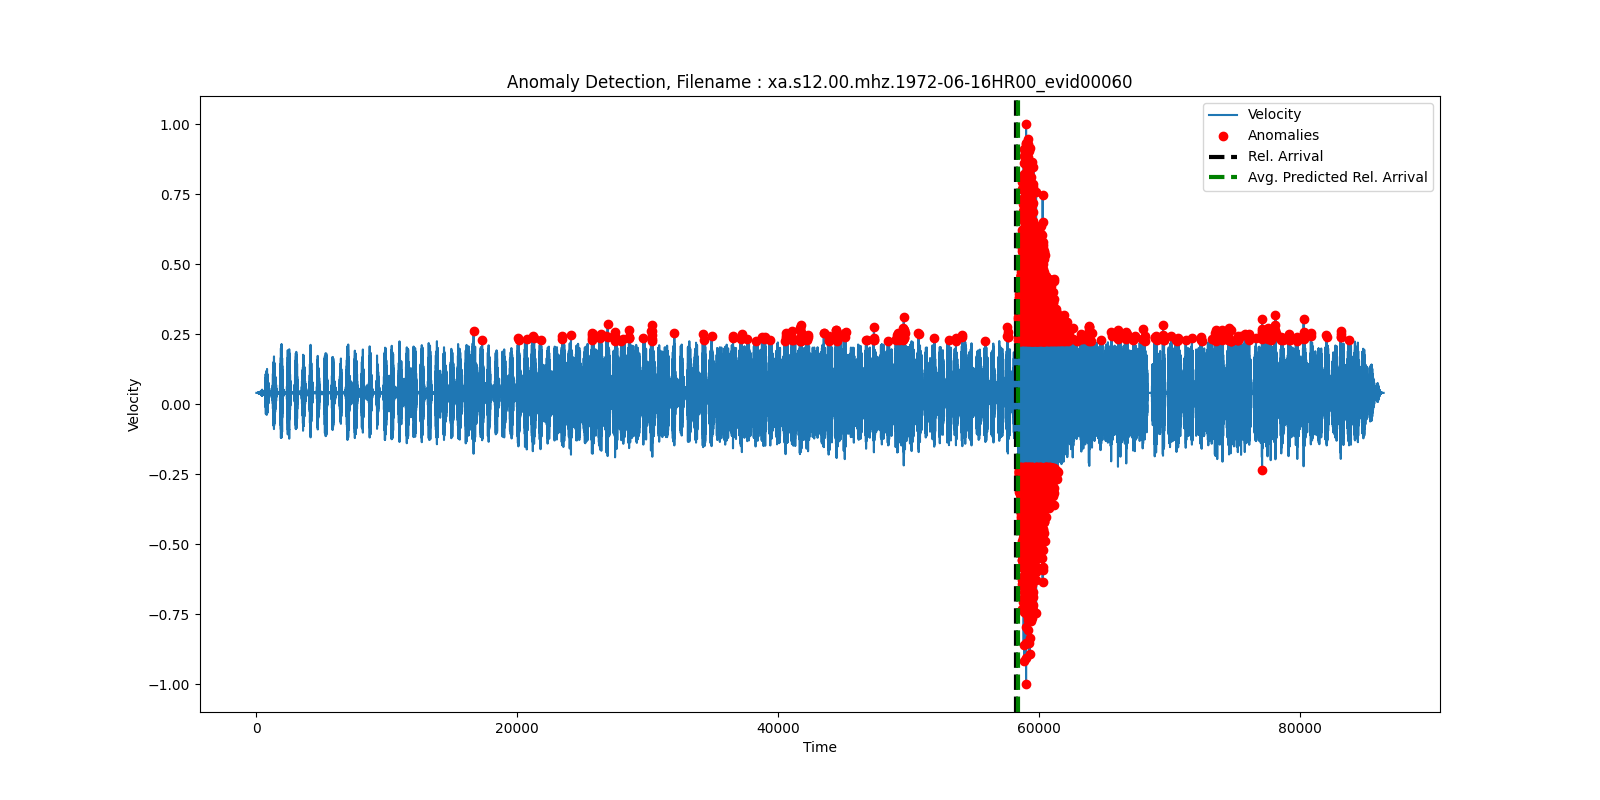 Anomaly Detection, Filename : xa.s12.00.mhz.1972-06-16HR00_evid00060
Velocity
Anomalies
Rel. Arrival
Avg. Predicted Rel. Arrival
1.00
0.75
0.50
0.25
0.00
−0.25
−0.50
−0.75
−1.00
Velocity
0
20000
40000
60000
80000
Time